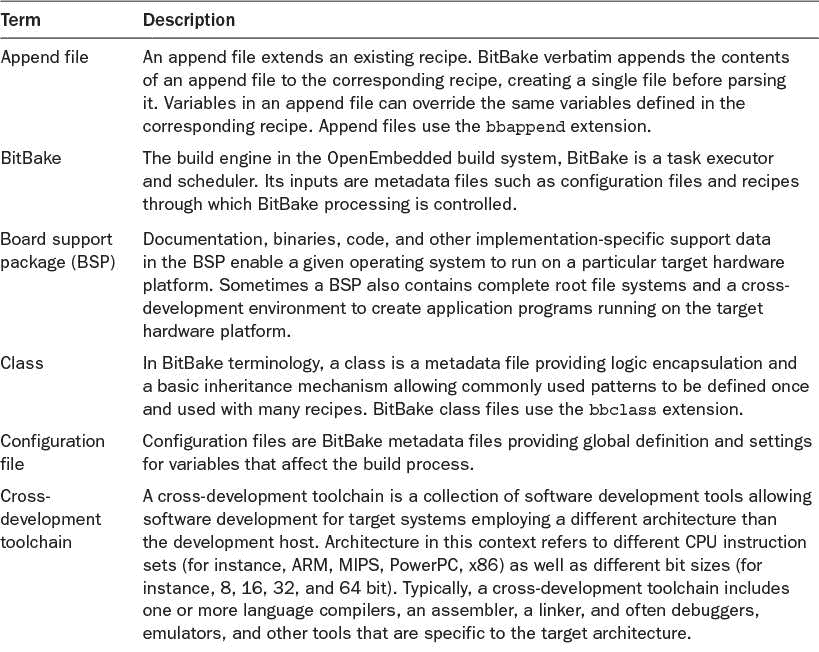 Term Description
Append file An append file extends an existing recipe. BitBake verbatim appends the contents
of an append file to the corresponding recipe, creating a single file before parsing
it. Variables in an append file can override the same variables defined in the
corresponding recipe. Append files use the bbappend extension.
BitBake The build engine in the OpenEmbedded build system, BitBake is a task executor
and scheduler. Its inputs are metadata files such as configuration files and recipes
through which BitBake processing is controlled.
Board support Documentation, binaries, code, and other implementation-specific support data
package (BSP) in the BSP enable a given operating system to run on a particular target hardware
platform. Sometimes a BSP also contains complete root file systems and a cross-
development environment to create application programs running on the target
hardware platform.
Class In BitBake terminology, a class is a metadata file providing logic encapsulation and
a basic inheritance mechanism allowing commonly used patterns to be defined once
and used with many recipes. BitBake class files use the bbclass extension.
Configuration Configuration files are BitBake metadata files providing global definition and settings
file for variables that affect the build process.
Cross- A cross-development toolchain is a collection of software development tools allowing
development software development for target systems employing a different architecture than
toolchain the development host. Architecture in this context refers to different CPU instruction
sets (for instance, ARM, MIPS, PowerPC, x86) as well as different bit sizes (for
instance, 8, 16, 32, and 64 bit). Typically, a cross-development toolchain includes
one or more language compilers, an assembler, a linker, and often debuggers,
emulators, and other tools that are specific to the target architecture.